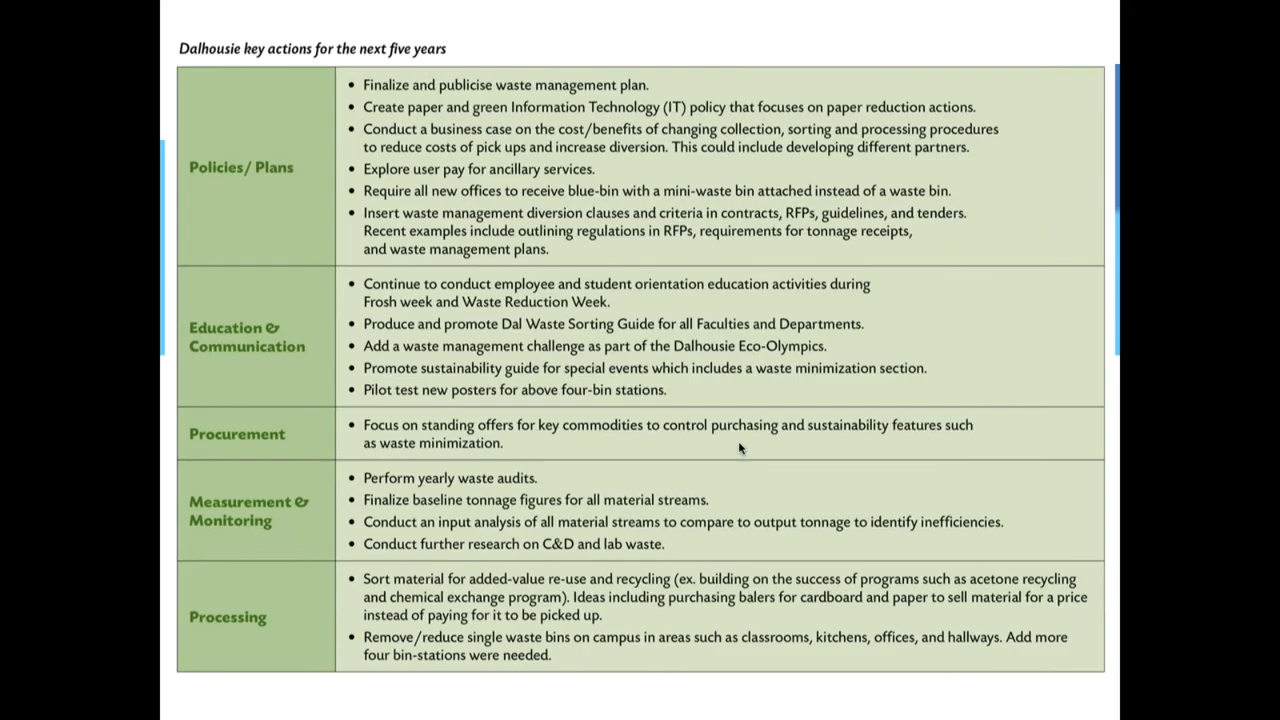 Dalhousie key actions for the next five years
Policies/ Plans
• Finalize and publicise waste management plan.
• Create paper and green Information Technology (IT) policy that focuses on paper reduction actions.
• Conduct a business case on the cost/benefits of changing collection, sorting and processing procedures
to reduce costs of pick ups and increase diversion. This could include developing different partners.
• Explore user pay for ancillary services.
• Require all new offices to receive blue-bin with a mini-waste bin attached instead of a waste bin.
• Insert waste management diversion clauses and criteria in contracts, RFPs, guidelines, and tenders.
Recent examples include outlining regulations in RFPs, requirements for tonnage receipts,
and waste management plans.
Education &
Communication
• Continue to conduct employee and student orientation education activities during
Frosh week and Waste Reduction Week.
• Produce and promote Dal Waste Sorting Guide for all Faculties and Departments.
• Add a waste management challenge as part of the Dalhousie Eco-Olympics.
• Promote sustainability guide for special events which includes a waste minimization section.
• Pilot test new posters for above four-bin stations.
Procurement
• Focus on standing offers for key commodities to control purchasing and sustainability features such
as waste minimization.
Measurement &
Monitoring
• Perform yearly waste audits.
• Finalize baseline tonnage figures for all material streams.
• Conduct an input analysis of all material streams to compare to output tonnage to identify inefficiencies.
• Conduct further research on C&D and lab waste.
Processing
• Sort material for added-value re-use and recycling (ex. building on the success of programs such as acetone recycling
and chemical exchange program). Ideas including purchasing balers for cardboard and paper to sell material for a price
instead of paying for it to be picked up.
• Remove/reduce single waste bins on campus in areas such as classrooms, kitchens, offices, and hallways. Add more
four bin-stations were needed.